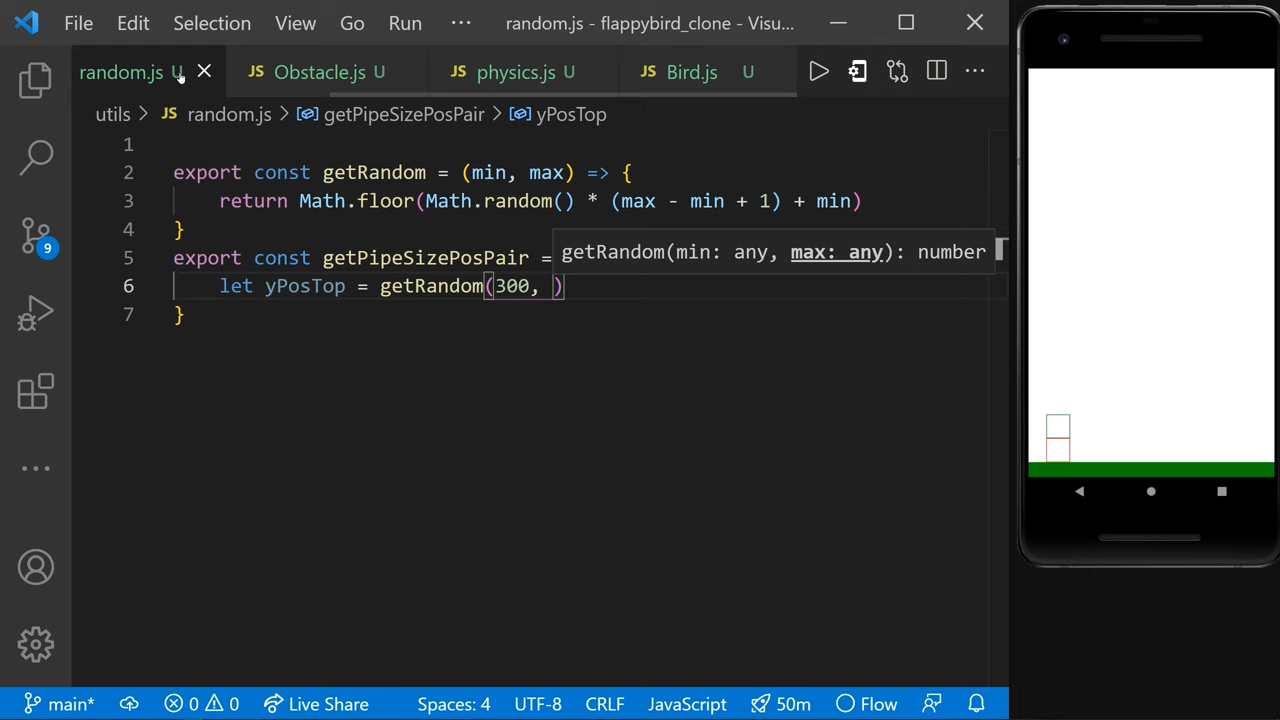 File Edit Selection View Go Run ··· random.js - flappybird_clone - Visu...
random.js U JS Obstacle.js U JS physics.js U JS Bird.js U ···
utils > JS random.js > getPipeSizePosPair > yPosTop
1
2 export const getRandom = (min, max) => {
3 return Math.floor(Math.random() * (max - min + 1) + min)
4 }
5 export const getPipeSizePosPair =
getRandom(min: any, max: any): number
6 let yPosTop = getRandom(300, )
7 }
9
main* 0 0 Live Share Spaces: 4 UTF-8 CRLF JavaScript 50m Flow